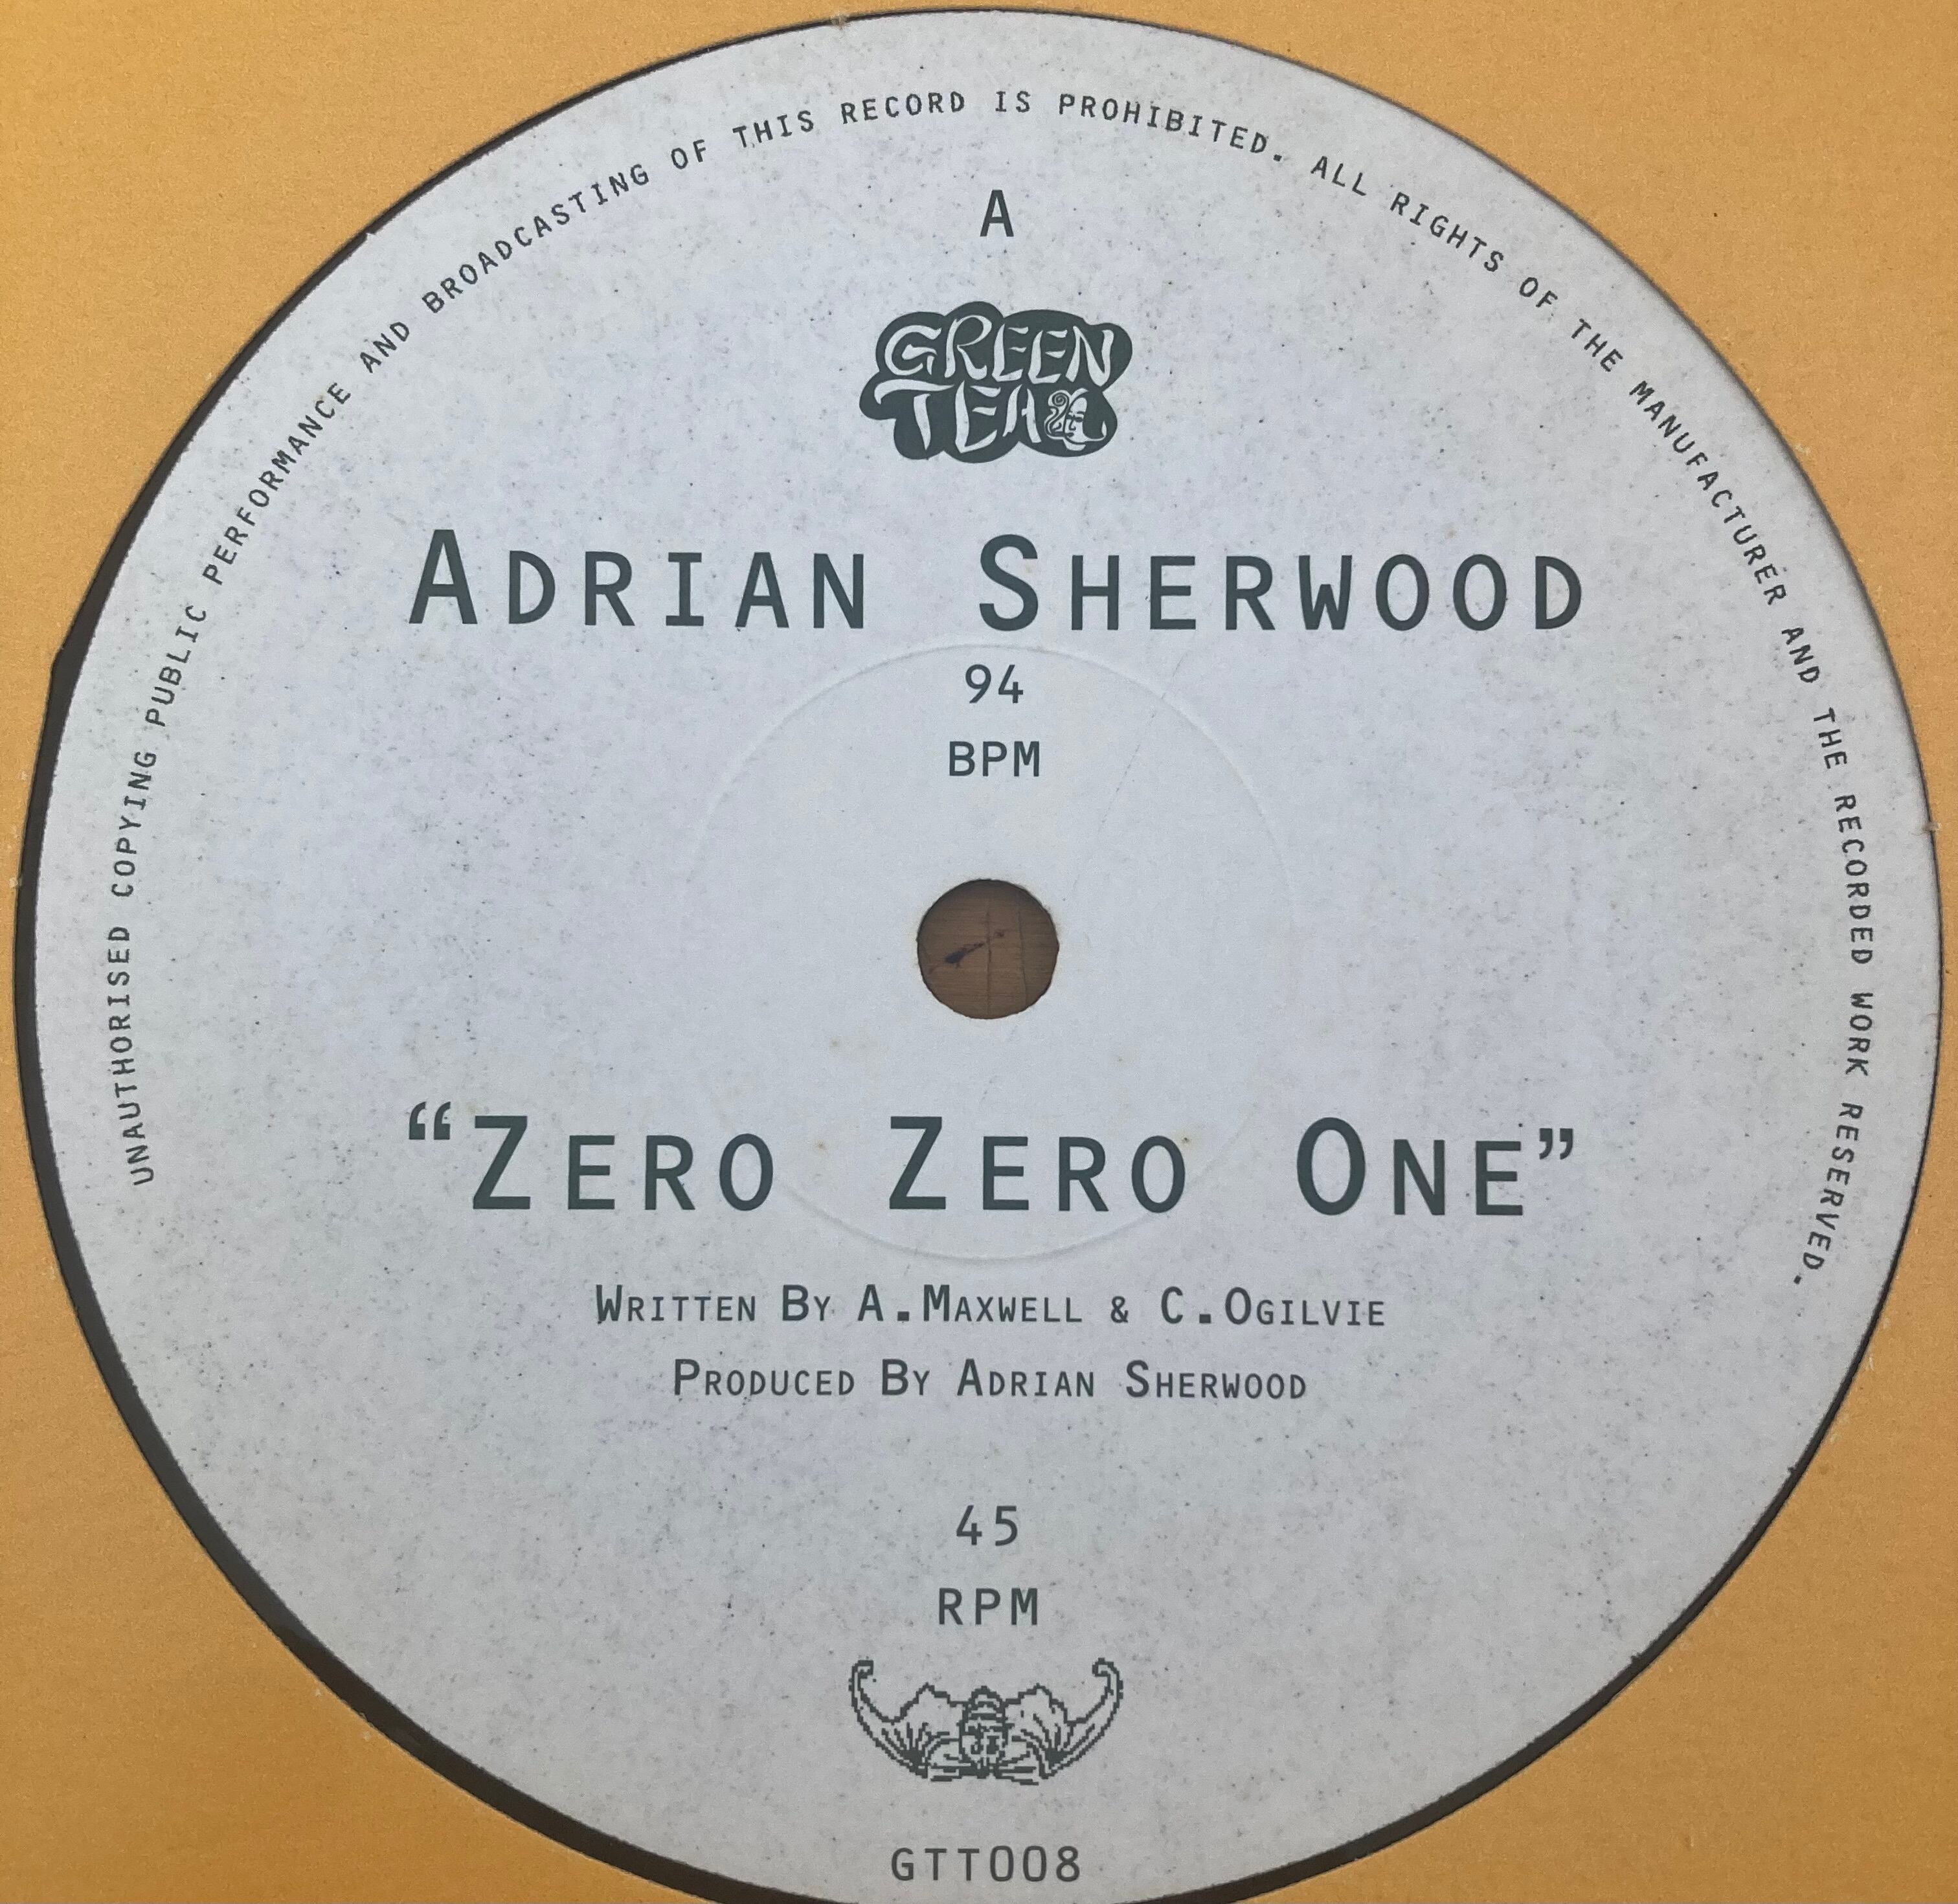 UNAUTHORISED COPYING PUBLIC PERFORMANCE AND BROADCASTING OF THIS RECORD IS PROHIBITED. ALL RIGHTS OF THE MANUFACTURER AND THE RECORDED WORK RESERVED.
A
GREEN
TEA
ADRIAN SHERWOOD
94
BPM
“ZERO ZERO ONE”
WRITTEN BY A.MAXWELL & C.OGILVIE
PRODUCED BY ADRIAN SHERWOOD
45
RPM
GTT008